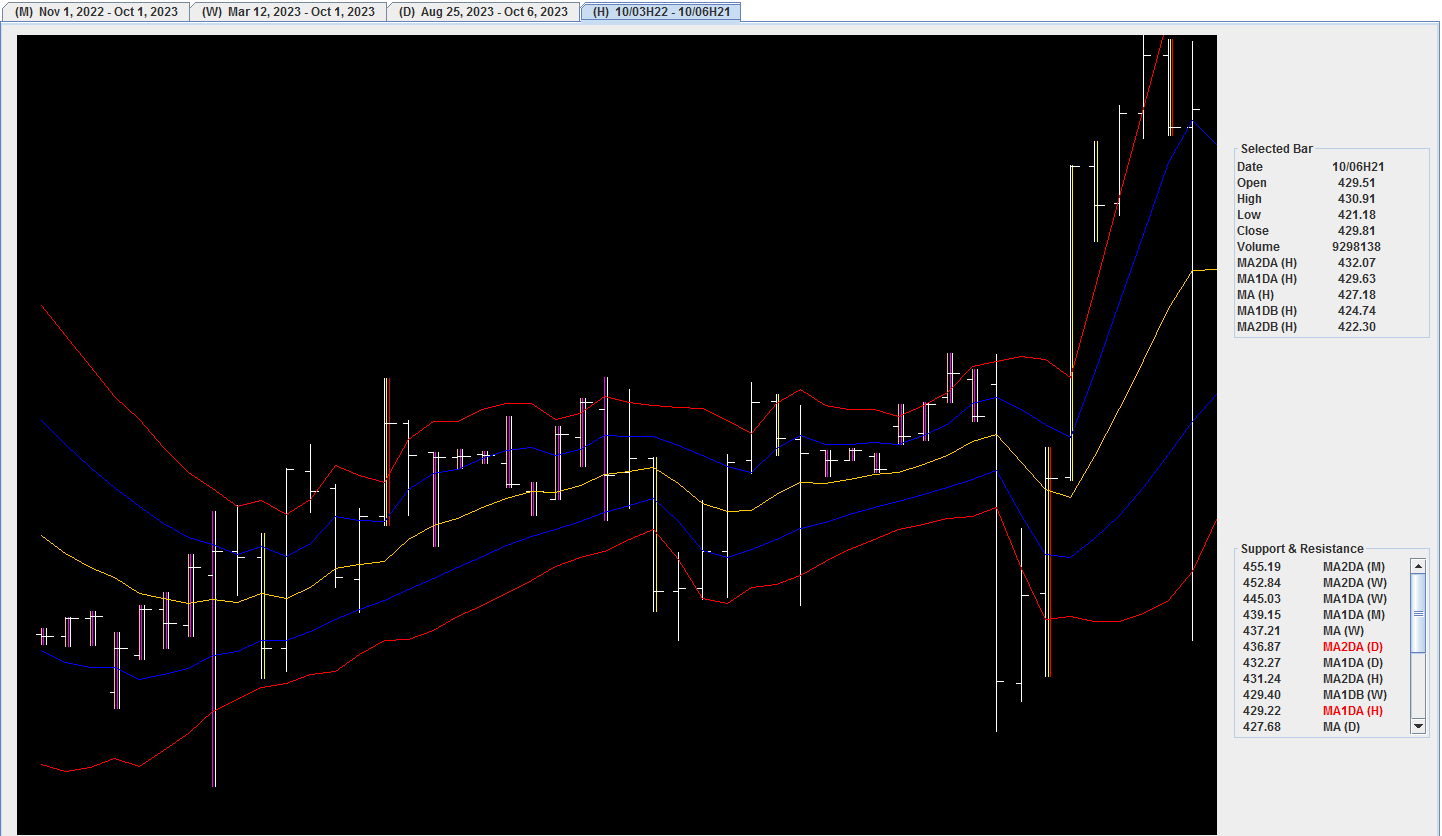 (M) Nov 1, 2022 - Oct 1, 2023 (W) Mar 12, 2023 - Oct 1, 2023 (D) Aug 25, 2023 - Oct 6, 2023 (H) 10/03H22 - 10/06H21
Selected Bar
Date 10/06H21
Open 429.51
High 430.91
Low 421.18
Close 429.81
Volume 9298138
MA2DA (H) 432.07
MA1DA (H) 429.63
MA (H) 427.18
MA1DB (H) 424.74
MA2DB (H) 422.30
Support & Resistance
455.19 MA2DA (M)
452.84 MA2DA (W)
445.03 MA1DA (W)
439.15 MA1DA (M)
437.21 MA (W)
436.87 MA2DA (D)
432.27 MA1DA (D)
431.24 MA2DA (H)
429.40 MA1DB (W)
429.22 MA1DA (H)
427.68 MA (D)